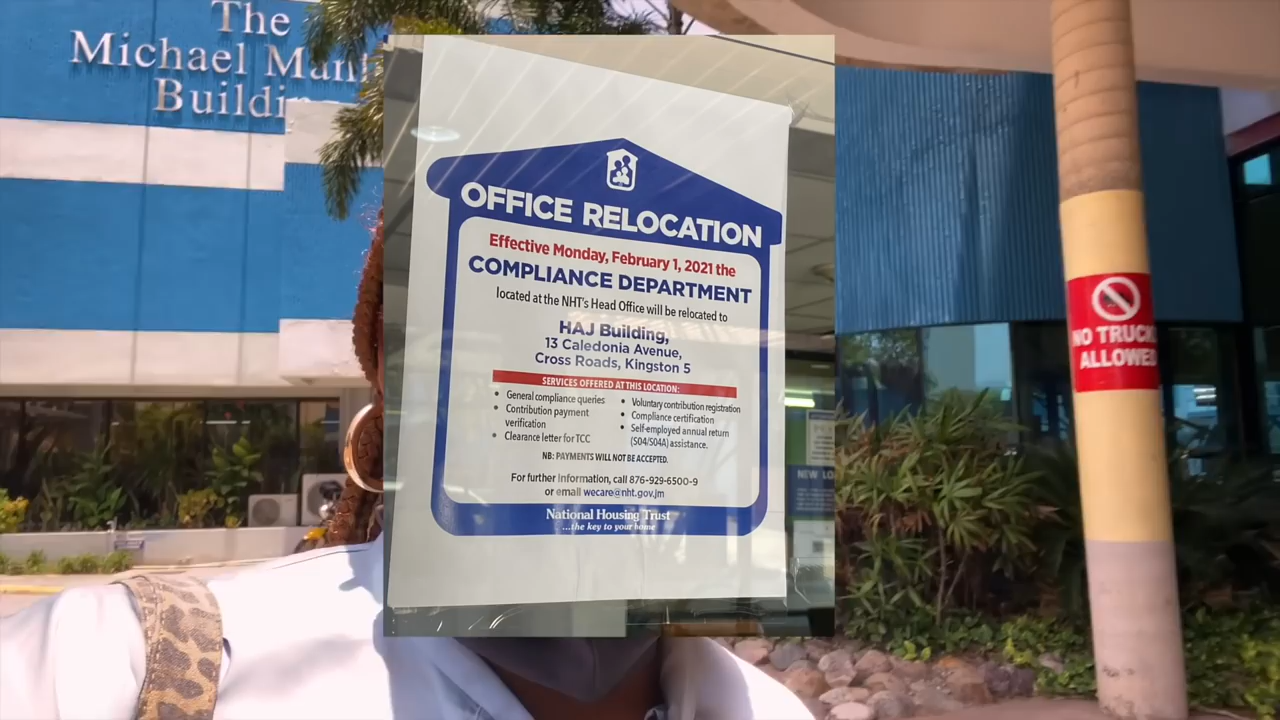 The
Michael Manl
Buildi
OFFICE RELOCATION
Effective Monday, February 1, 2021 the
COMPLIANCE DEPARTMENT
located at the NHT's Head Office will be relocated to
HAJ Building,
13 Caledonia Avenue,
Cross Roads, Kingston 5
SERVICES OFFERED AT THIS LOCATION:
• General compliance queries
• Contribution payment
verification
• Clearance letter for TCC
• Voluntary contribution registration
• Compliance certification
• Self-employed annual return
(S04/S04A) assistance.
NB: PAYMENTS WILL NOT BE ACCEPTED.
For further Information, call 876-929-6500-9
or email wecare@nht.gov.jm
National Housing Trust
...the key to your home
NEW LO
NO TRUCK
ALLOWED